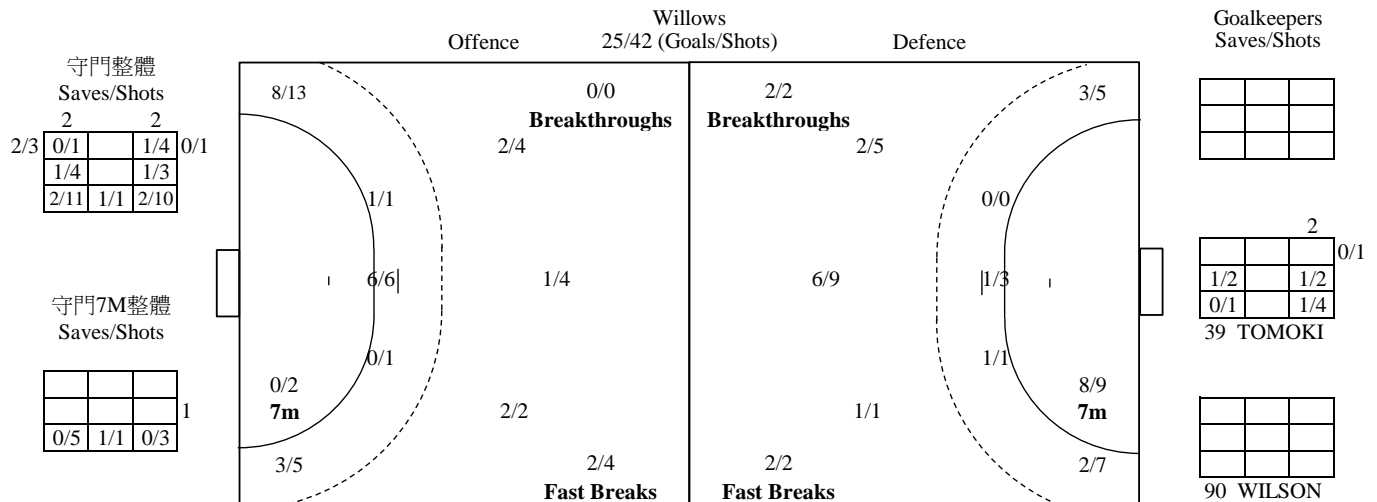 Willows
25/42 (Goals/Shots)
Offence
Defence
Goalkeepers
Saves/Shots
守門整體
Saves/Shots
2 2
2/3 0/1 1/4 0/1
1/4 1/3
2/11 1/1 2/10
守門7M整體
Saves/Shots
1
0/5 1/1 0/3
8/13
0/0
Breakthroughs
2/4
1/1
6/6
1/4
0/1
0/2
7m
2/2
3/5
2/4
Fast Breaks
2/2
Breakthroughs
3/5
2/5
0/0
6/9
1/3
1/1
8/9
7m
1/1
2/2
Fast Breaks
2/7
2
0/1
1/2 1/2
0/1 1/4
39 TOMOKI
90 WILSON